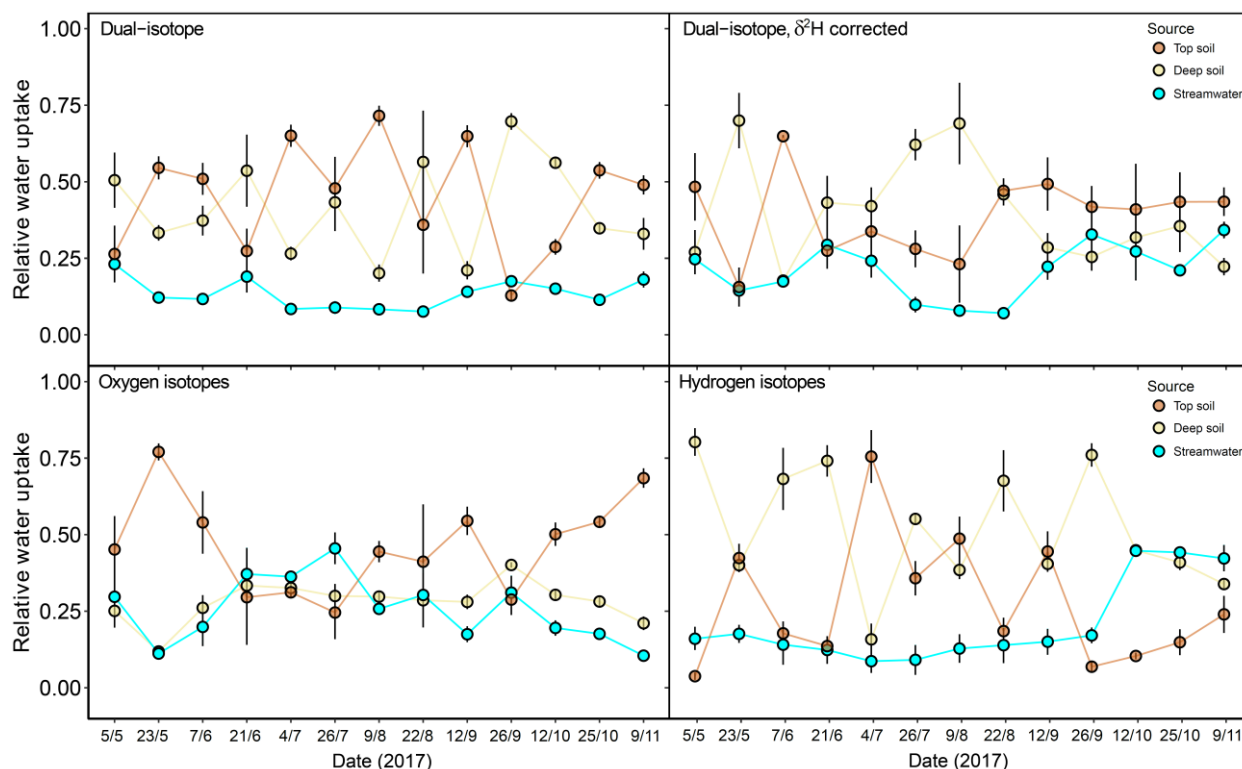 Dual-isotope
Dual-isotope, δ²H corrected
Source
Top soil
Deep soil
Streamwater
Relative water uptake
1.00
0.75
0.50
0.25
0.00
Oxygen isotopes
Hydrogen isotopes
Source
Top soil
Deep soil
Streamwater
Relative water uptake
1.00
0.75
0.50
0.25
0.00
5/5 23/5 7/6 21/6 4/7 26/7 9/8 22/8 12/9 26/9 12/10 25/10 9/11
5/5 23/5 7/6 21/6 4/7 26/7 9/8 22/8 12/9 26/9 12/10 25/10 9/11
Date (2017)
Date (2017)